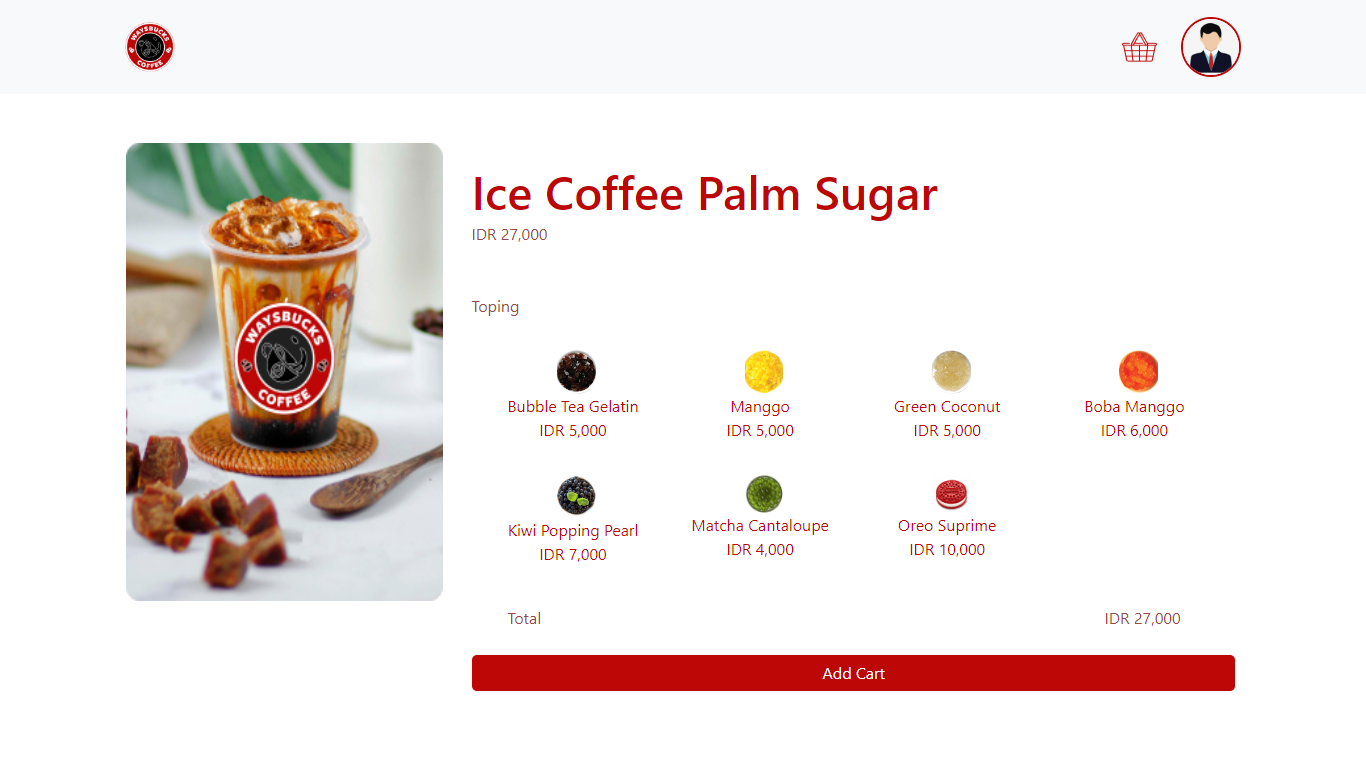 WAYSBUCKS
COFFEE
Ice Coffee Palm Sugar
IDR 27,000
WAYSBUCKS
COFFEE
Toping
Bubble Tea Gelatin
IDR 5,000
Manggo
IDR 5,000
Green Coconut
IDR 5,000
Boba Manggo
IDR 6,000
Kiwi Popping Pearl
IDR 7,000
Matcha Cantaloupe
IDR 4,000
Oreo Suprime
IDR 10,000
Total
IDR 27,000
Add Cart